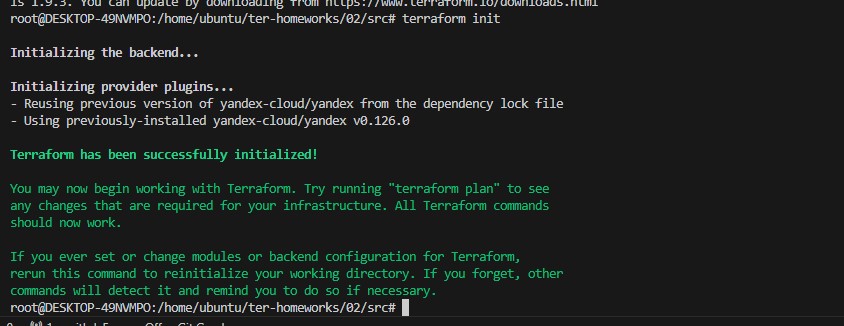 is 1.9.3. You can update by downloading from https://www.terraform.io/downloads.html
root@DESKTOP-49NVMPO:/home/ubuntu/ter-homeworks/02/src# terraform init
Initializing the backend...
Initializing provider plugins...
- Reusing previous version of yandex-cloud/yandex from the dependency lock file
- Using previously-installed yandex-cloud/yandex v0.126.0
Terraform has been successfully initialized!
You may now begin working with Terraform. Try running "terraform plan" to see
any changes that are required for your infrastructure. All Terraform commands
should now work.
If you ever set or change modules or backend configuration for Terraform,
rerun this command to reinitialize your working directory. If you forget, other
commands will detect it and remind you to do so if necessary.
root@DESKTOP-49NVMPO:/home/ubuntu/ter-homeworks/02/src#